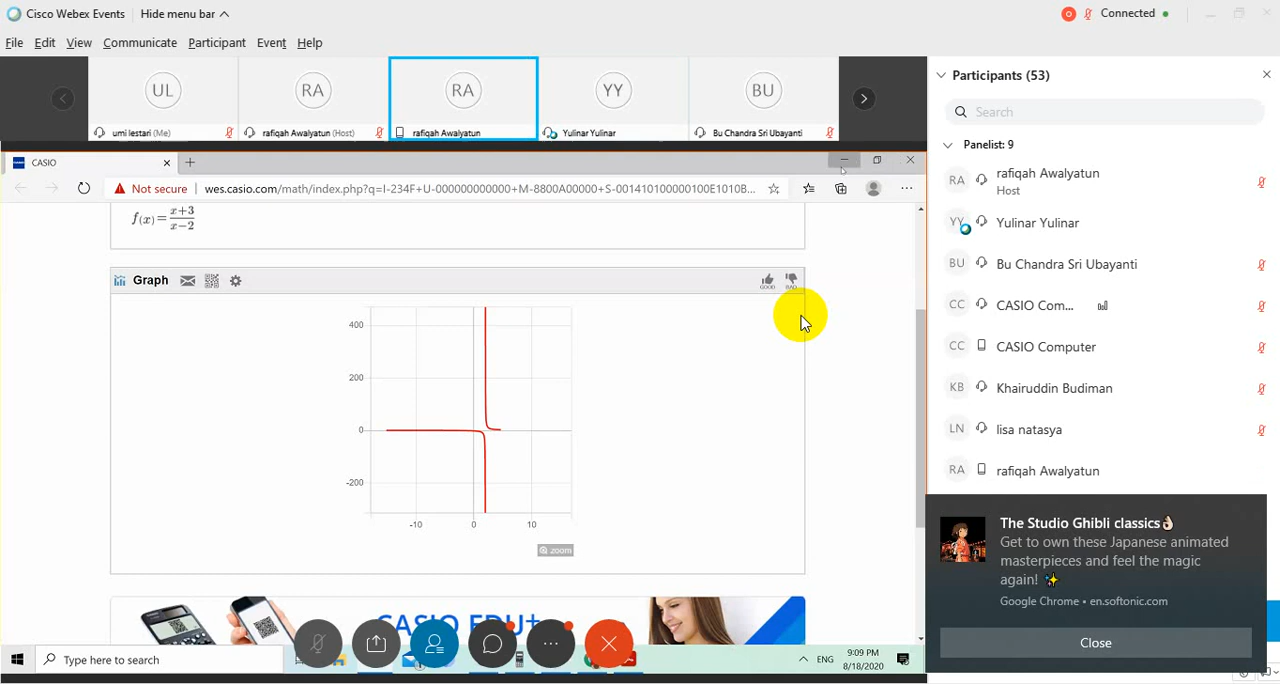 Cisco Webex Events
Hide menu bar
Connected
File Edit View Communicate Participant Event Help
UL
umi lestari (Me)
RA
rafiqah Awalyatun (Host)
RA
rafiqah Awalyatun
YY
Yulinar Yulinar
BU
Bu Chandra Sri Ubayanti
CASIO
Not secure
wes.casio.com/math/index.php?q=I-234F+U-000000000000+M-8800A00000+S-001410100000100E1010B...
f(x)=x+3/x−2
Graph
GOOD
BAD
400
200
0
-200
-10
0
10
zoom
CASIO EDU+
Type here to search
ENG
9:09 PM
8/18/2020
Participants (53)
Search
Panelist: 9
RA
rafiqah Awalyatun
Host
YY
Yulinar Yulinar
BU
Bu Chandra Sri Ubayanti
CC
CASIO Com...
CC
CASIO Computer
KB
Khairuddin Budiman
LN
lisa natasya
RA
rafiqah Awalyatun
The Studio Ghibli classics👌🏻
Get to own these Japanese animated
masterpieces and feel the magic
again! ✨
Google Chrome • en.softonic.com
Close